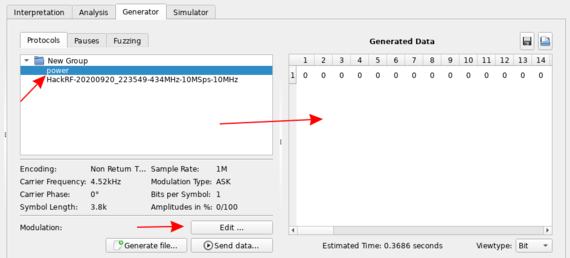 Interpretation Analysis Generator Simulator
Protocols Pauses Fuzzing
Generated Data
New Group
power
HackRF-20200920_223549-434MHz-10MSps-10MHz
1 2 3 4 5 6 7 8 9 10 11 12 13 14
1 0 0 0 0 0 0 0 0 0 0 0 0 0 0
Encoding: Non Return T... Sample Rate: 1M
Carrier Frequency: 4.52kHz Modulation Type: ASK
Carrier Phase: 0° Bits per Symbol: 1
Symbol Length: 3.8k Amplitudes in %: 0/100
Modulation: Edit ...
Generate file... Send data...
Estimated Time: 0.3686 seconds Viewtype: Bit